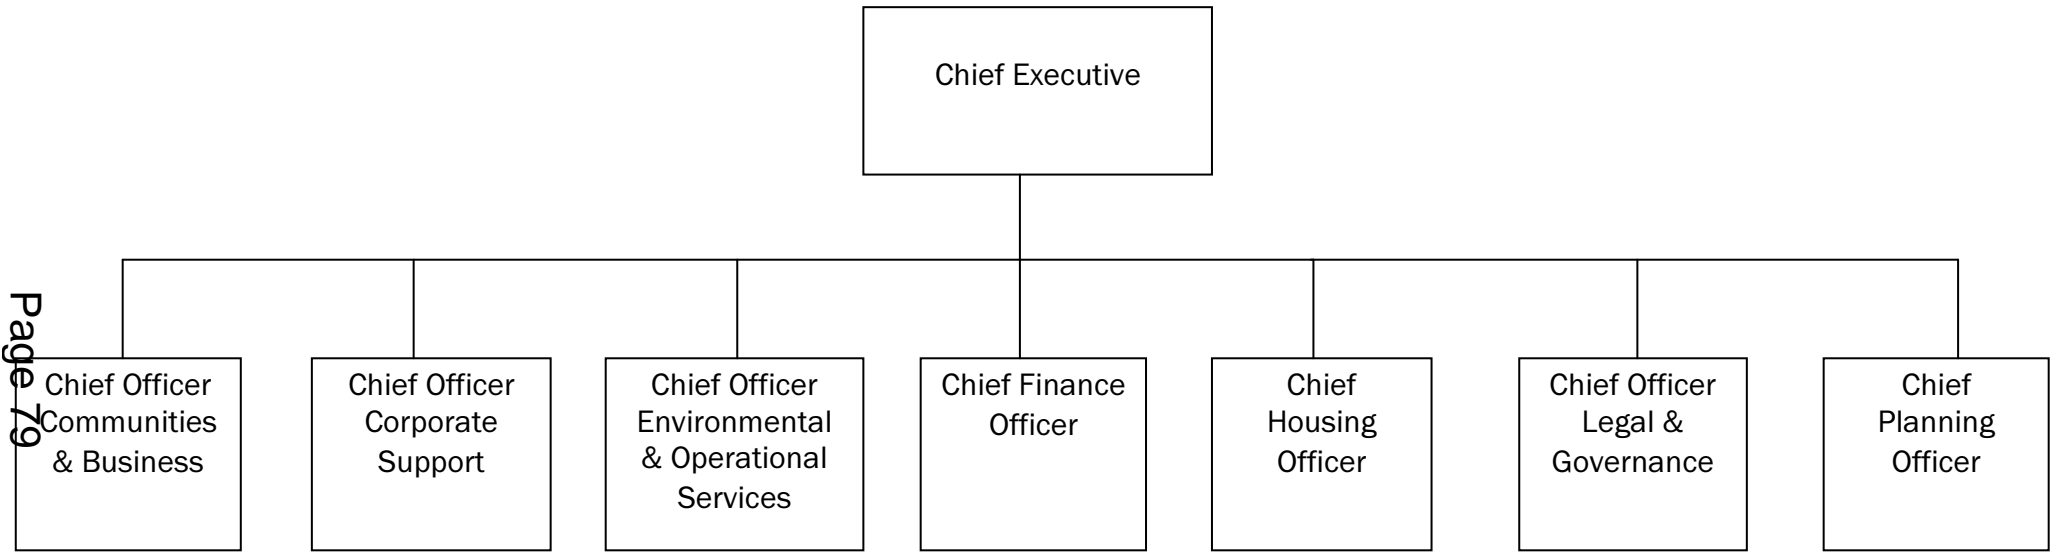 Chief Executive
Page 79
Chief Officer
Communities
& Business
Chief Officer
Corporate
Support
Chief Officer
Environmental
& Operational
Services
Chief Finance
Officer
Chief
Housing
Officer
Chief Officer
Legal &
Governance
Chief
Planning
Officer